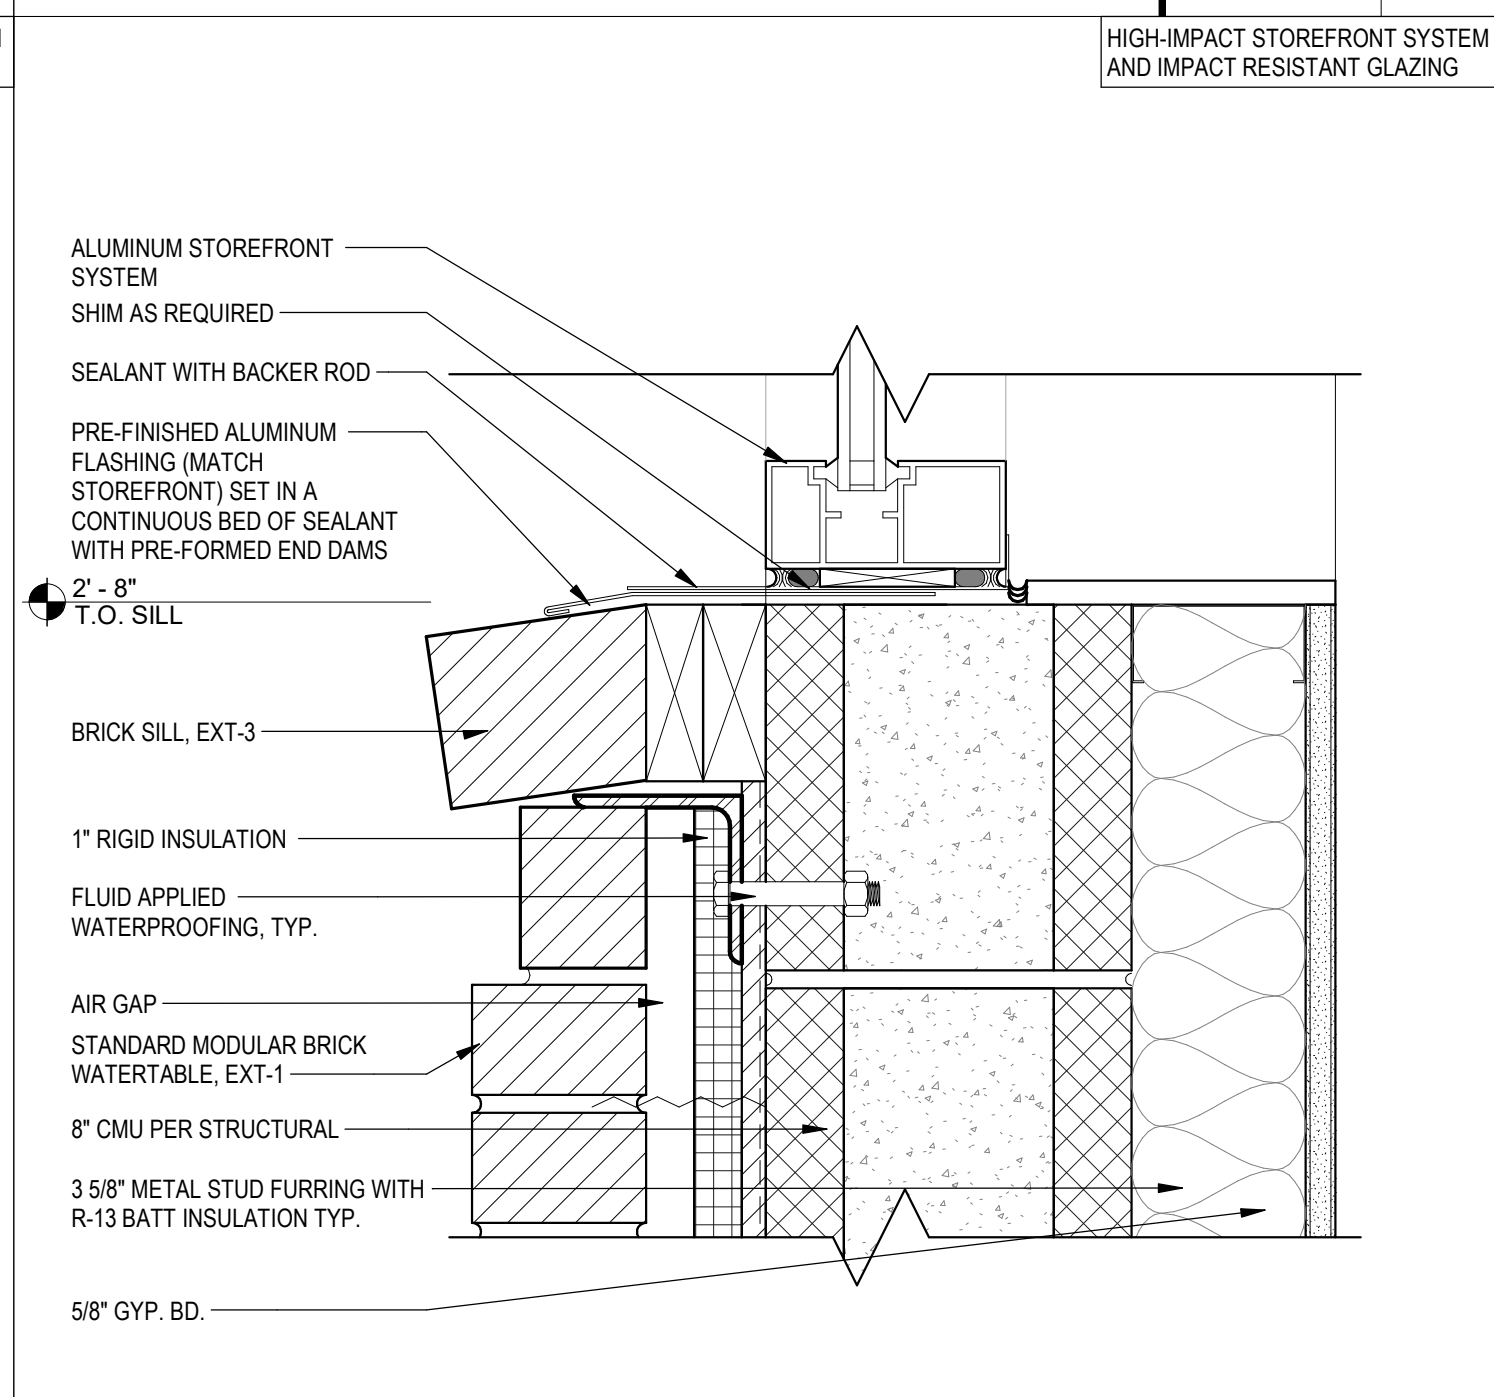 HIGH-IMPACT STOREFRONT SYSTEM
AND IMPACT RESISTANT GLAZING
ALUMINUM STOREFRONT
SYSTEM
SHIM AS REQUIRED
SEALANT WITH BACKER ROD
PRE-FINISHED ALUMINUM
FLASHING (MATCH
STOREFRONT) SET IN A
CONTINUOUS BED OF SEALANT
WITH PRE-FORMED END DAMS
2' - 8"
T.O. SILL
BRICK SILL, EXT-3
1" RIGID INSULATION
FLUID APPLIED
WATERPROOFING, TYP.
AIR GAP
STANDARD MODULAR BRICK
WATERTABLE, EXT-1
8" CMU PER STRUCTURAL
3 5/8" METAL STUD FURRING WITH
R-13 BATT INSULATION TYP.
5/8" GYP. BD.